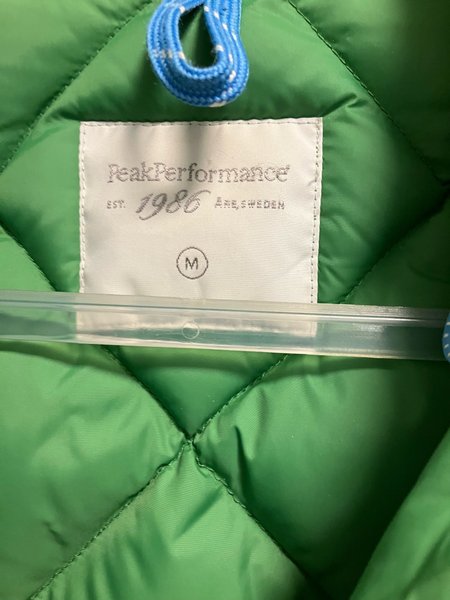 PeakPerformance
EST. 1986 ÅRE, SWEDEN
M